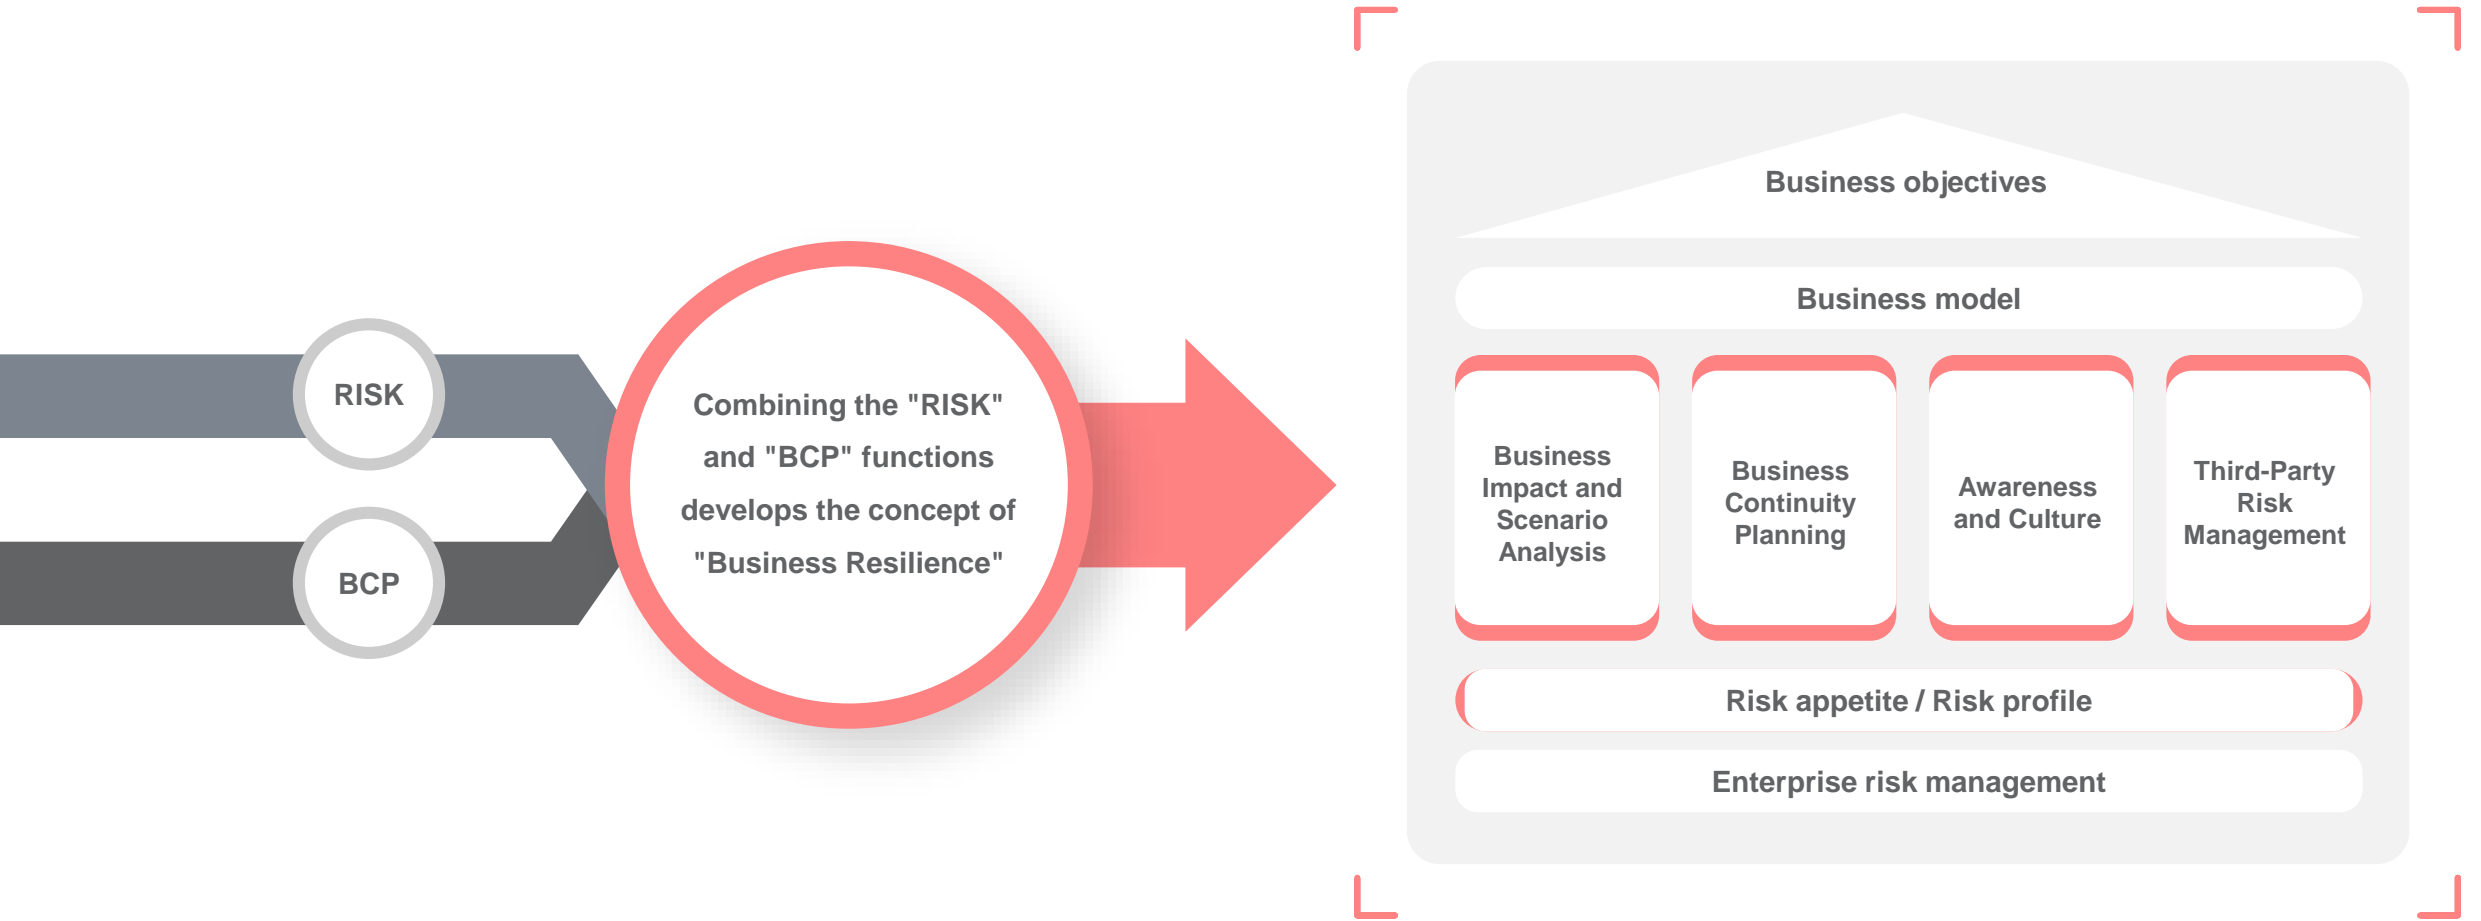 RISK
BCP
Combining the "RISK"
and "BCP" functions
develops the concept of
"Business Resilience"
Business objectives
Business model
Business
Impact and
Scenario
Analysis
Business
Continuity
Planning
Awareness
and Culture
Third-Party
Risk
Management
Risk appetite / Risk profile
Enterprise risk management